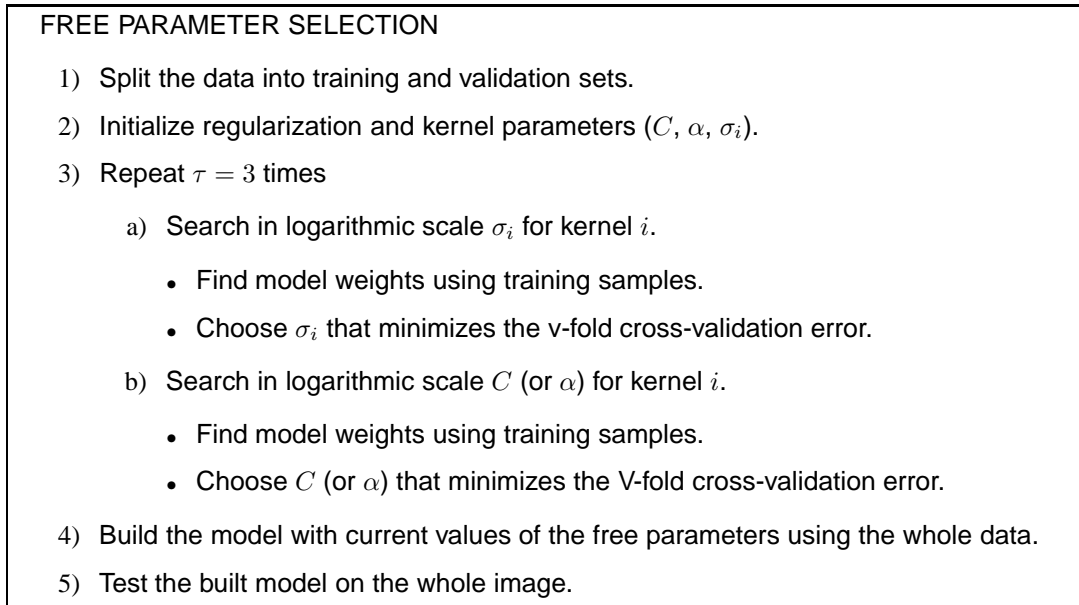 FREE PARAMETER SELECTION
1) Split the data into training and validation sets.
2) Initialize regularization and kernel parameters (C, α, σᵢ).
3) Repeat τ = 3 times
a) Search in logarithmic scale σᵢ for kernel i.
• Find model weights using training samples.
• Choose σᵢ that minimizes the v-fold cross-validation error.
b) Search in logarithmic scale C (or α) for kernel i.
• Find model weights using training samples.
• Choose C (or α) that minimizes the V-fold cross-validation error.
4) Build the model with current values of the free parameters using the whole data.
5) Test the built model on the whole image.